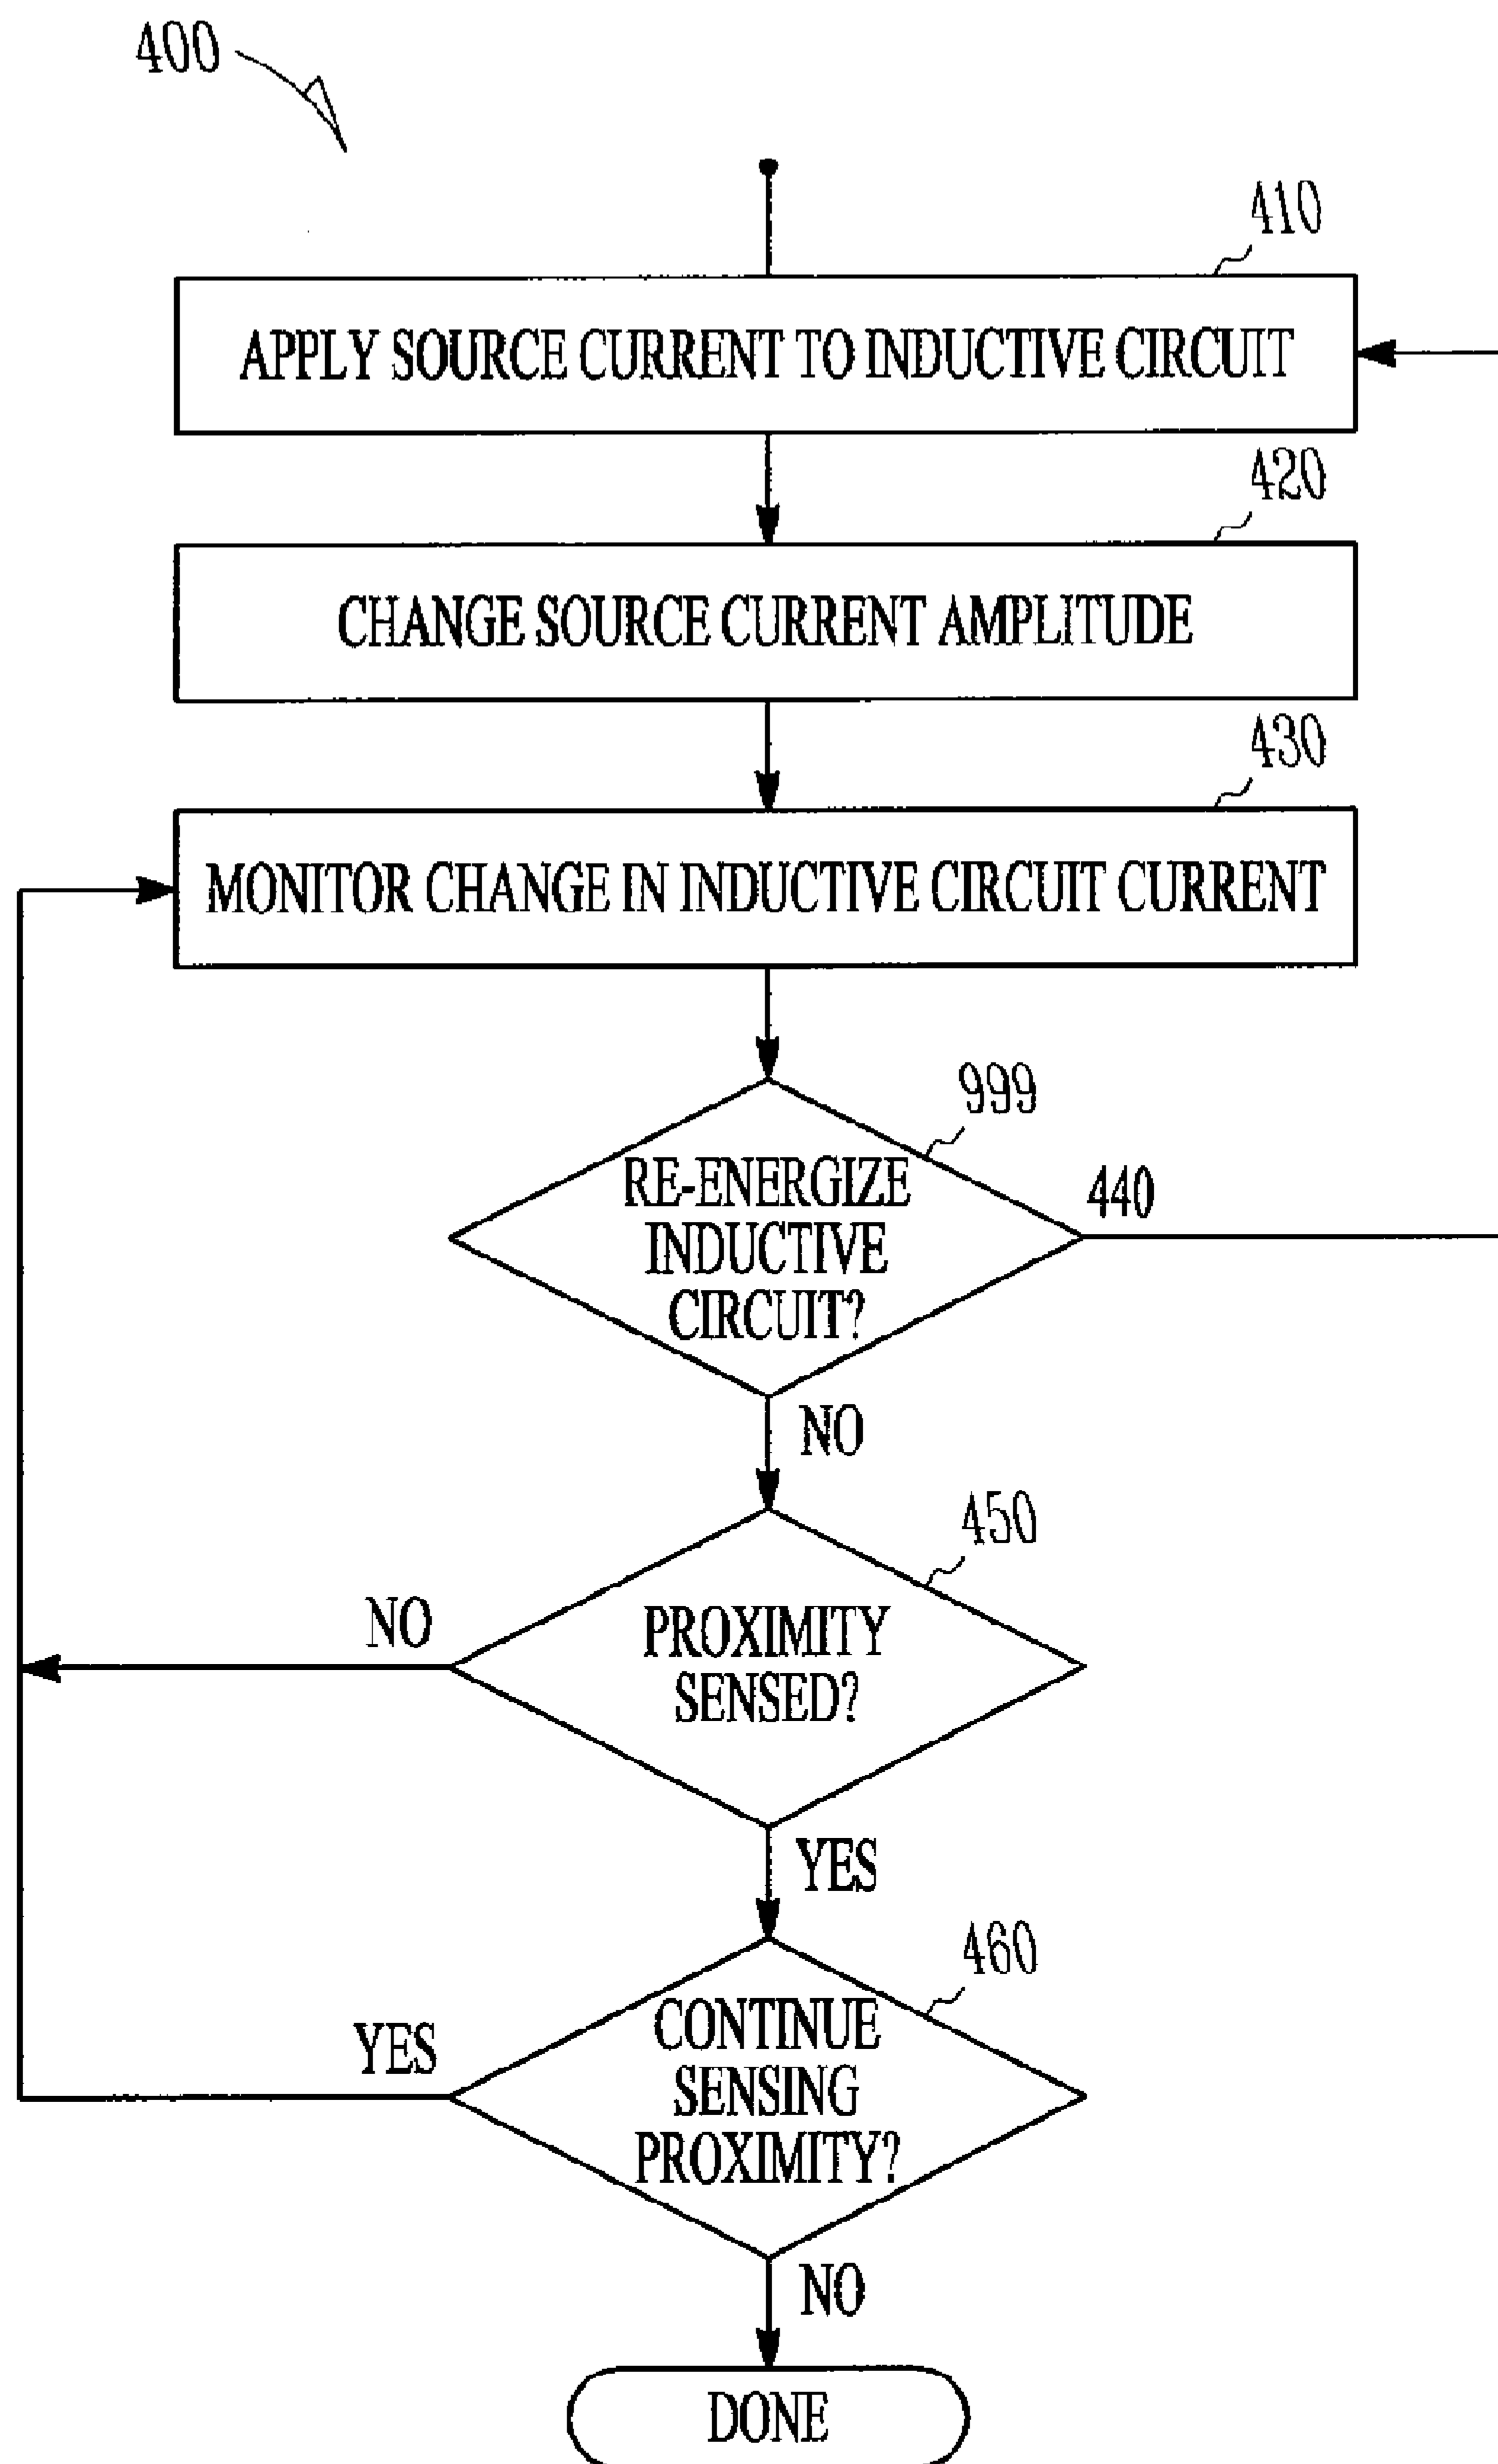 400
410
APPLY SOURCE CURRENT TO INDUCTIVE CIRCUIT
420
CHANGE SOURCE CURRENT AMPLITUDE
430
MONITOR CHANGE IN INDUCTIVE CIRCUIT CURRENT
999
RE-ENERGIZE
INDUCTIVE
CIRCUIT?
440
NO
450
PROXIMITY
SENSED?
NO
YES
460
CONTINUE
SENSING
PROXIMITY?
YES
NO
DONE